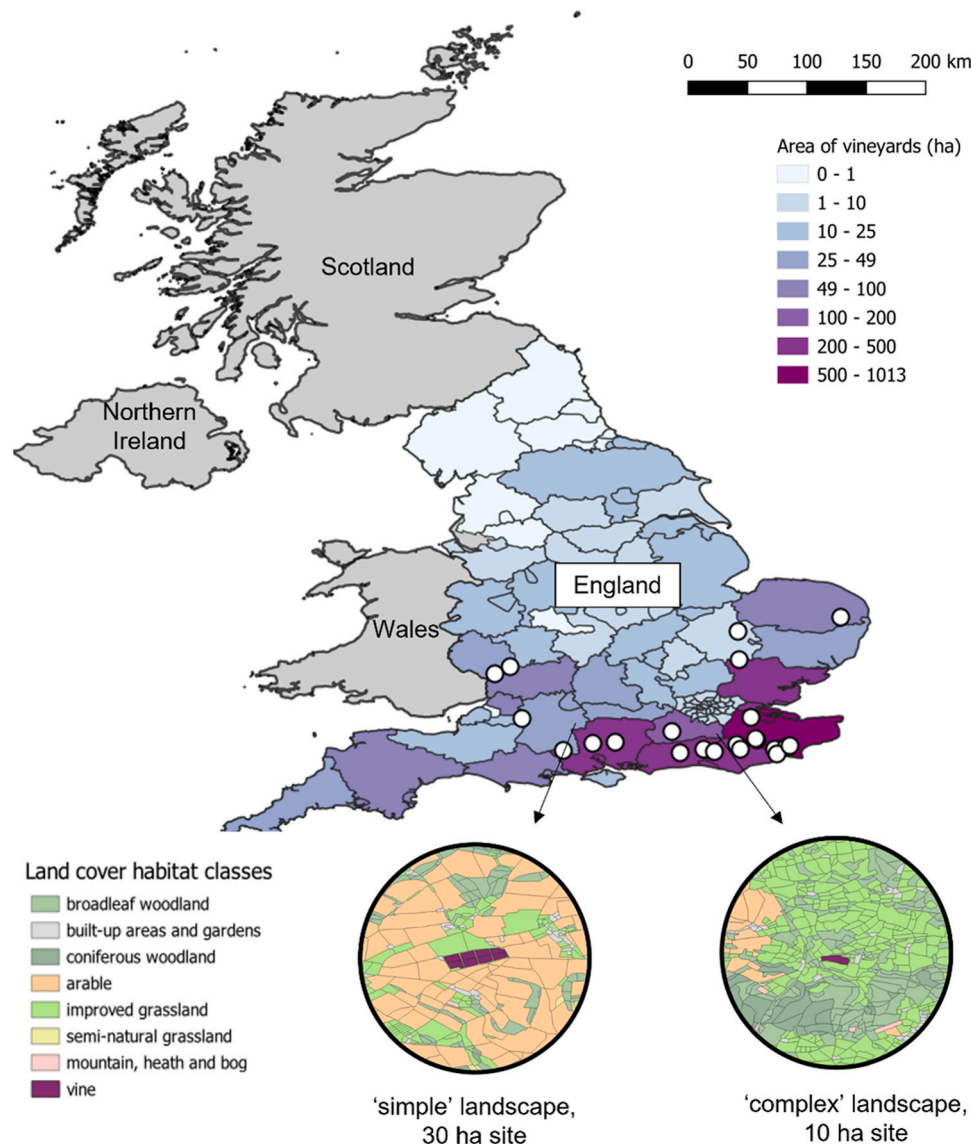 0 50 100 150 200 km
Area of vineyards (ha)
0 - 1
1 - 10
10 - 25
25 - 49
49 - 100
100 - 200
200 - 500
500 - 1013
Scotland
Northern
Ireland
England
Wales
Land cover habitat classes
broadleaf woodland
built-up areas and gardens
coniferous woodland
arable
improved grassland
semi-natural grassland
mountain, heath and bog
vine
‘simple’ landscape,
30 ha site
‘complex’ landscape,
10 ha site